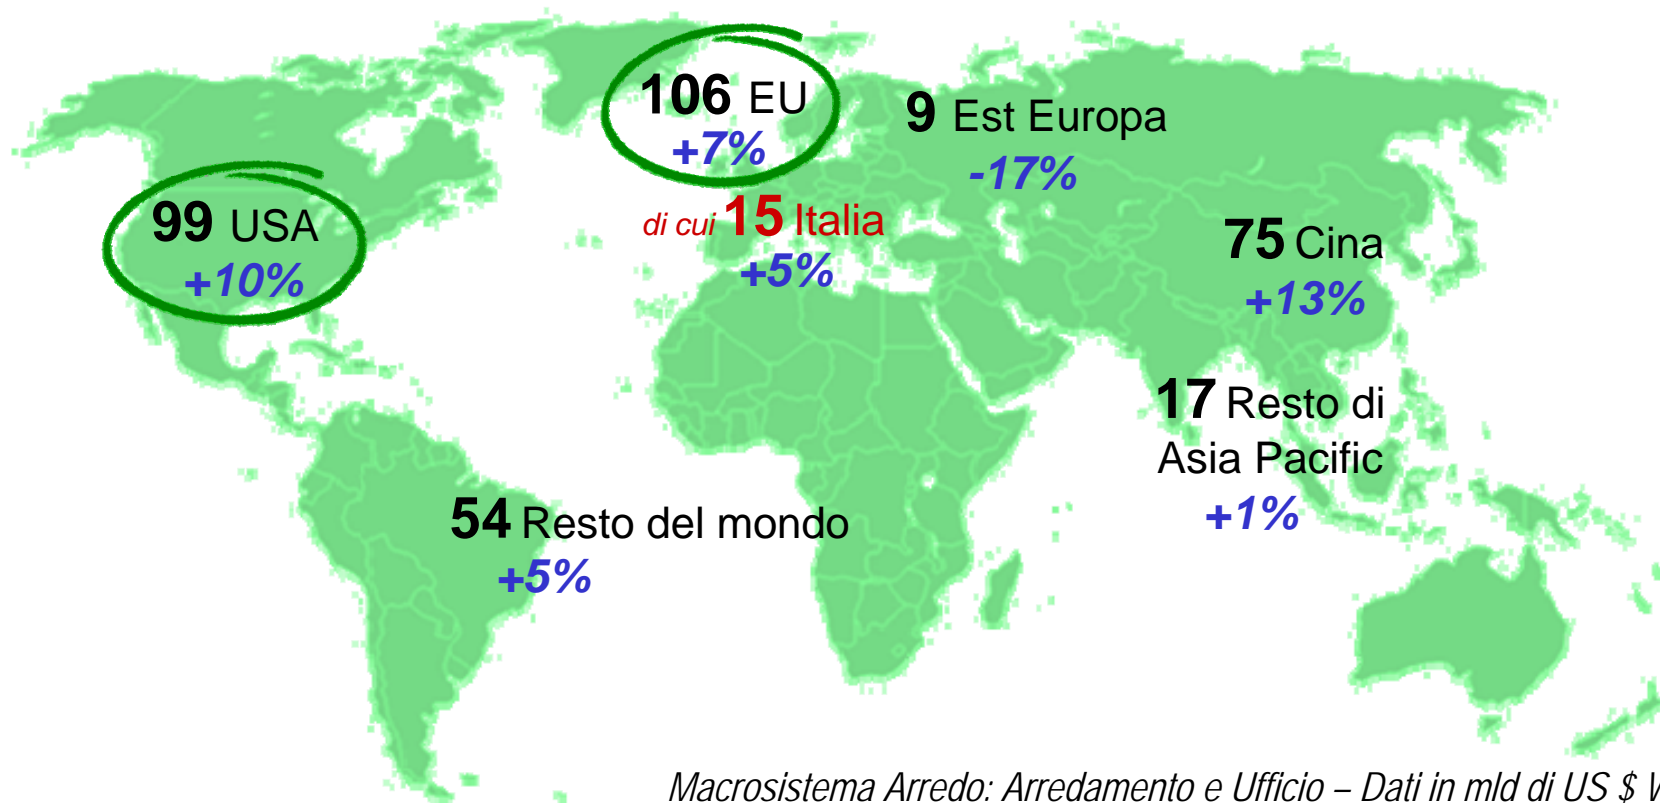 106 EU
+7%
9 Est Europa
-17%
99 USA
+10%
di cui 15 Italia
+5%
75 Cina
+13%
17 Resto di
Asia Pacific
+1%
54 Resto del mondo
+5%
Macrosistema Arredo: Arredamento e Ufficio – Dati in mld di US $